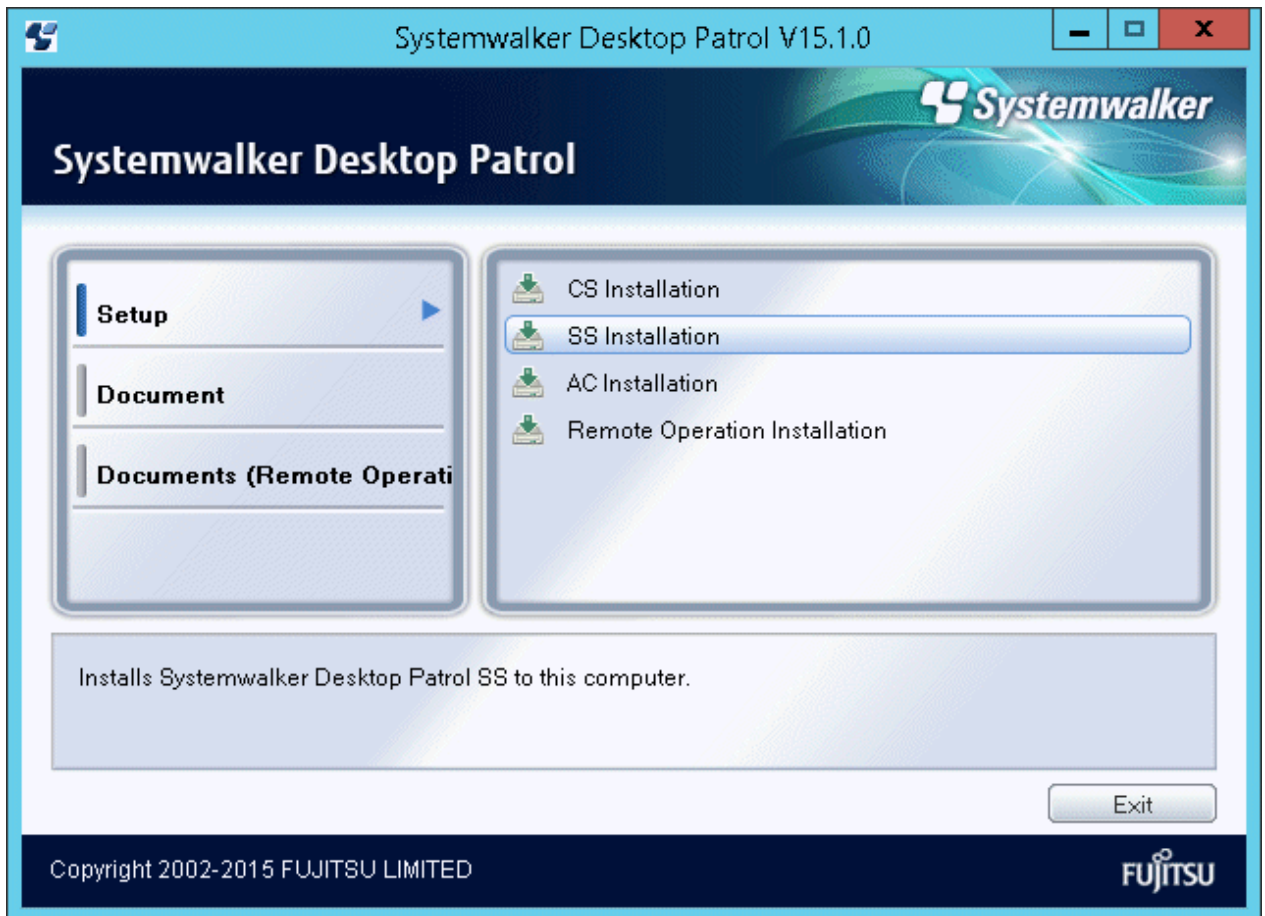 Systemwalker Desktop Patrol V15.1.0
Systemwalker
Systemwalker Desktop Patrol
Setup
Document
Documents (Remote Operati
CS Installation
SS Installation
AC Installation
Remote Operation Installation
Installs Systemwalker Desktop Patrol SS to this computer.
Exit
Copyright 2002-2015 FUJITSU LIMITED
FUJITSU